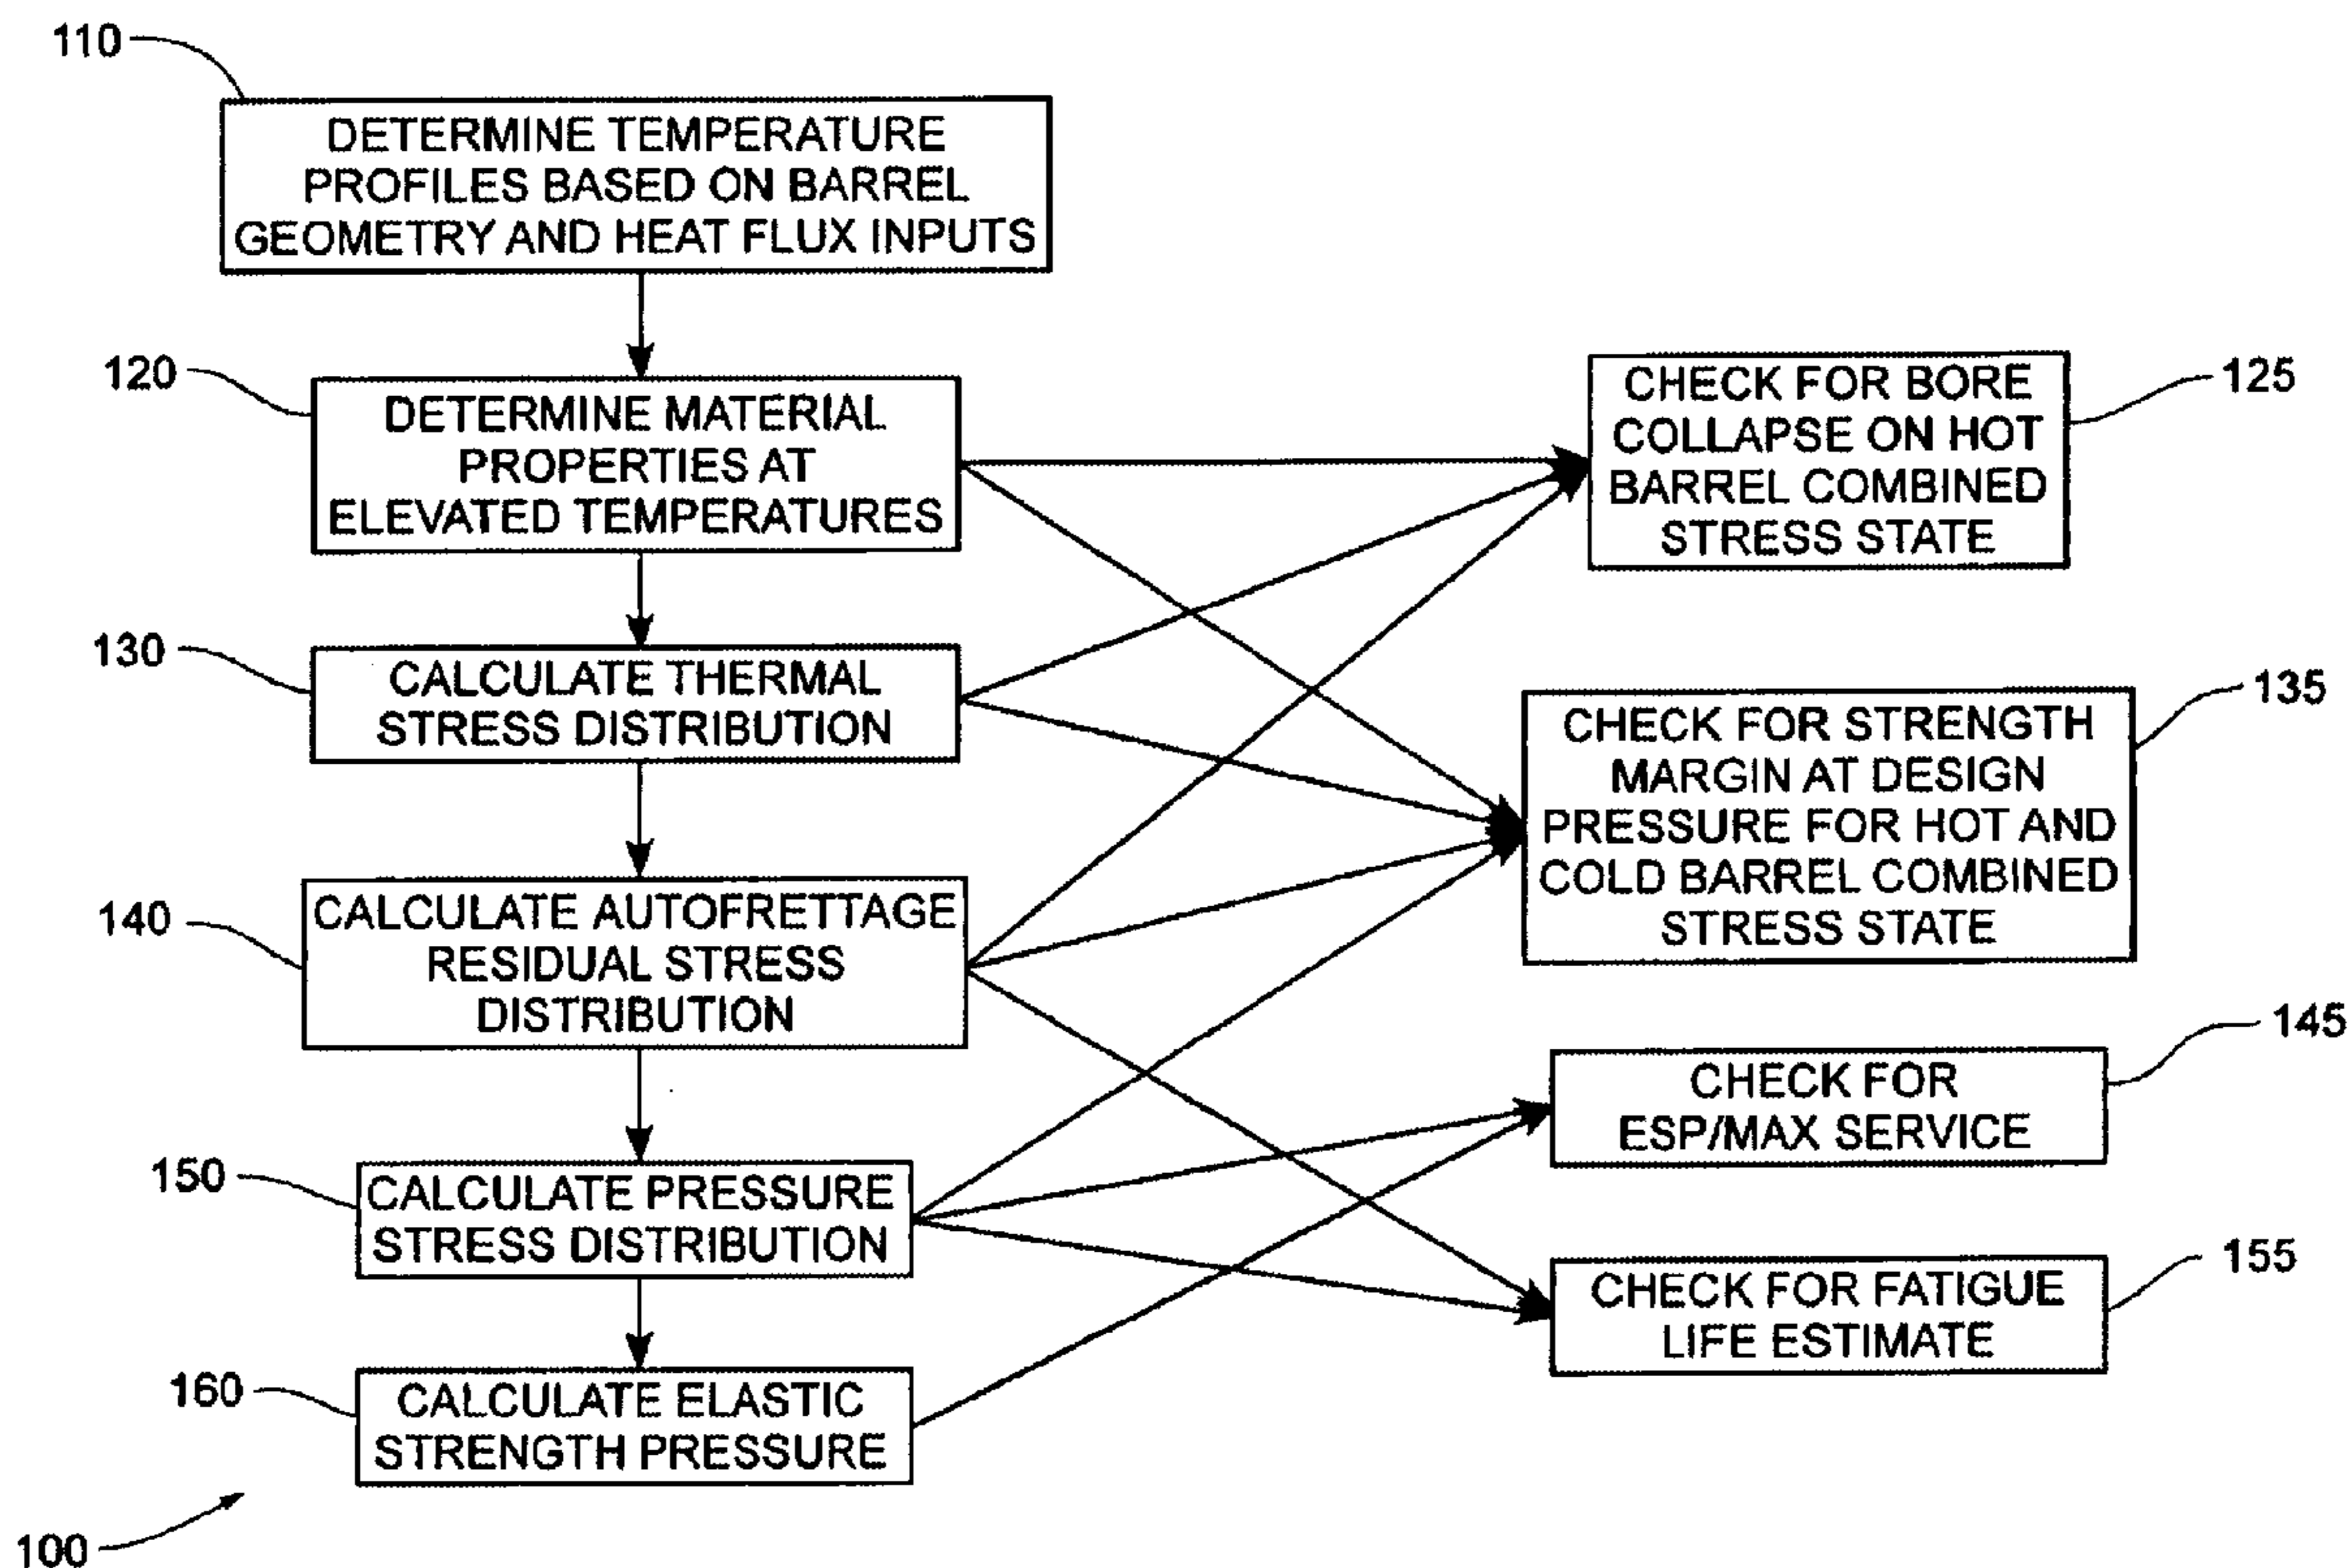 110
DETERMINE TEMPERATURE
PROFILES BASED ON BARREL
GEOMETRY AND HEAT FLUX INPUTS
120
DETERMINE MATERIAL
PROPERTIES AT
ELEVATED TEMPERATURES
125
CHECK FOR BORE
COLLAPSE ON HOT
BARREL COMBINED
STRESS STATE
130
CALCULATE THERMAL
STRESS DISTRIBUTION
135
CHECK FOR STRENGTH
MARGIN AT DESIGN
PRESSURE FOR HOT AND
COLD BARREL COMBINED
STRESS STATE
140
CALCULATE AUTOFRETTAGE
RESIDUAL STRESS
DISTRIBUTION
145
CHECK FOR
ESP/MAX SERVICE
150
CALCULATE PRESSURE
STRESS DISTRIBUTION
155
CHECK FOR FATIGUE
LIFE ESTIMATE
160
CALCULATE ELASTIC
STRENGTH PRESSURE
100